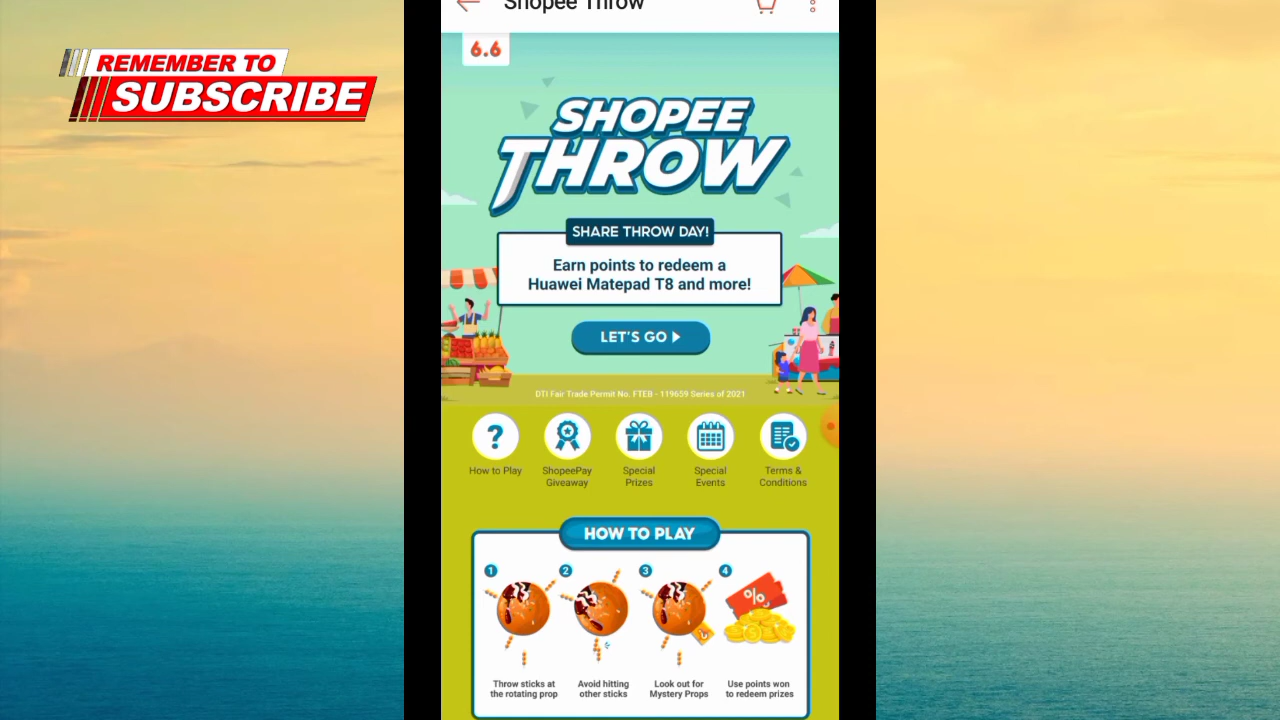 Shopee Throw
REMEMBER TO
SUBSCRIBE
6.6
SHOPEE
THROW
SHARE THROW DAY!
Earn points to redeem a
Huawei Matepad T8 and more!
LET'S GO
DTI Fair Trade Permit No. FTEB - 119659 Series of 2021
?
How to Play
ShopeePay
Giveaway
Special
Prizes
Special
Events
Terms &
Conditions
HOW TO PLAY
1
2
3
4
%
Throw sticks at
the rotating prop
Avoid hitting
other sticks
Look out for
Mystery Props
Use points won
to redeem prizes